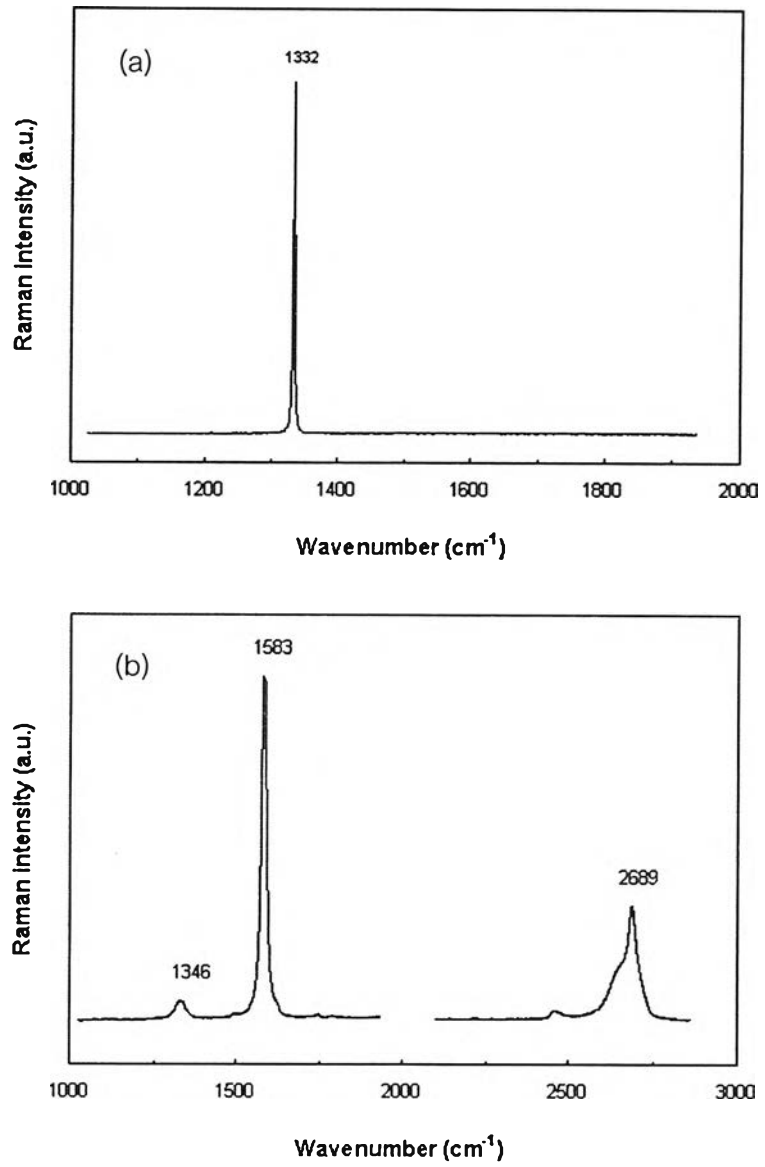 (a)
1332
Raman Intensity (a.u.)
1000 1200 1400 1600 1800 2000
Wavenumber (cm⁻¹)
(b)
1583
2689
1346
Raman Intensity (a.u.)
1000 1500 2000 2500 3000
Wavenumber (cm⁻¹)